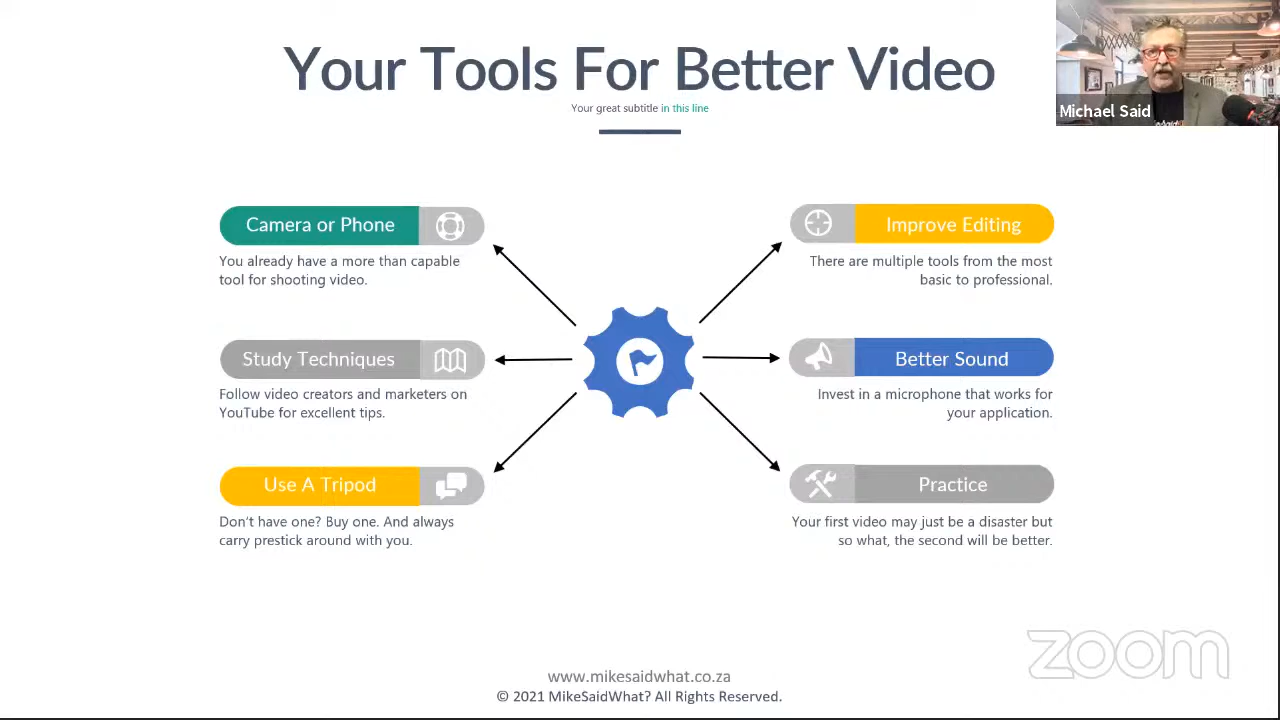 Your Tools For Better Video
Your great subtitle in this line
Michael Said
Camera or Phone
You already have a more than capable
tool for shooting video.
Study Techniques
Follow video creators and marketers on
YouTube for excellent tips.
Use A Tripod
Don't have one? Buy one. And always
carry prestick around with you.
Improve Editing
There are multiple tools from the most
basic to professional.
Better Sound
Invest in a microphone that works for
your application.
Practice
Your first video may just be a disaster but
so what, the second will be better.
zoom
www.mikesaidwhat.co.za
© 2021 MikeSaidWhat? All Rights Reserved.